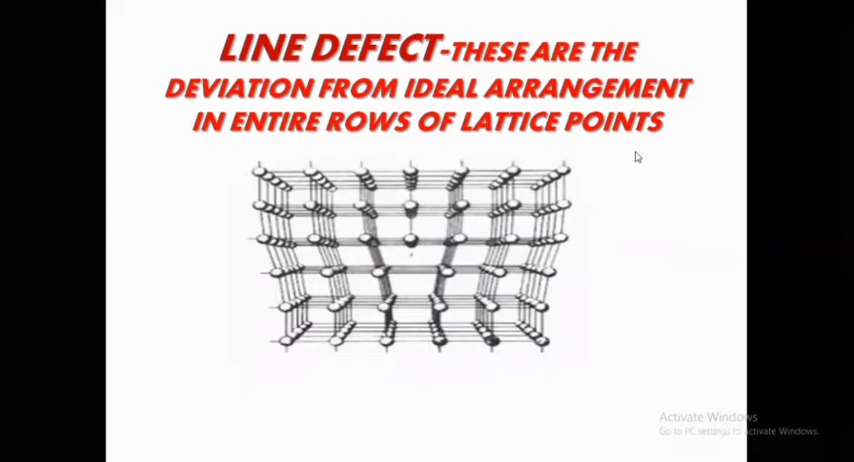 LINE DEFECT-THESE ARE THE
DEVIATION FROM IDEAL ARRANGEMENT
IN ENTIRE ROWS OF LATTICE POINTS
Activate Windows
Go to PC settings to activate Windows.